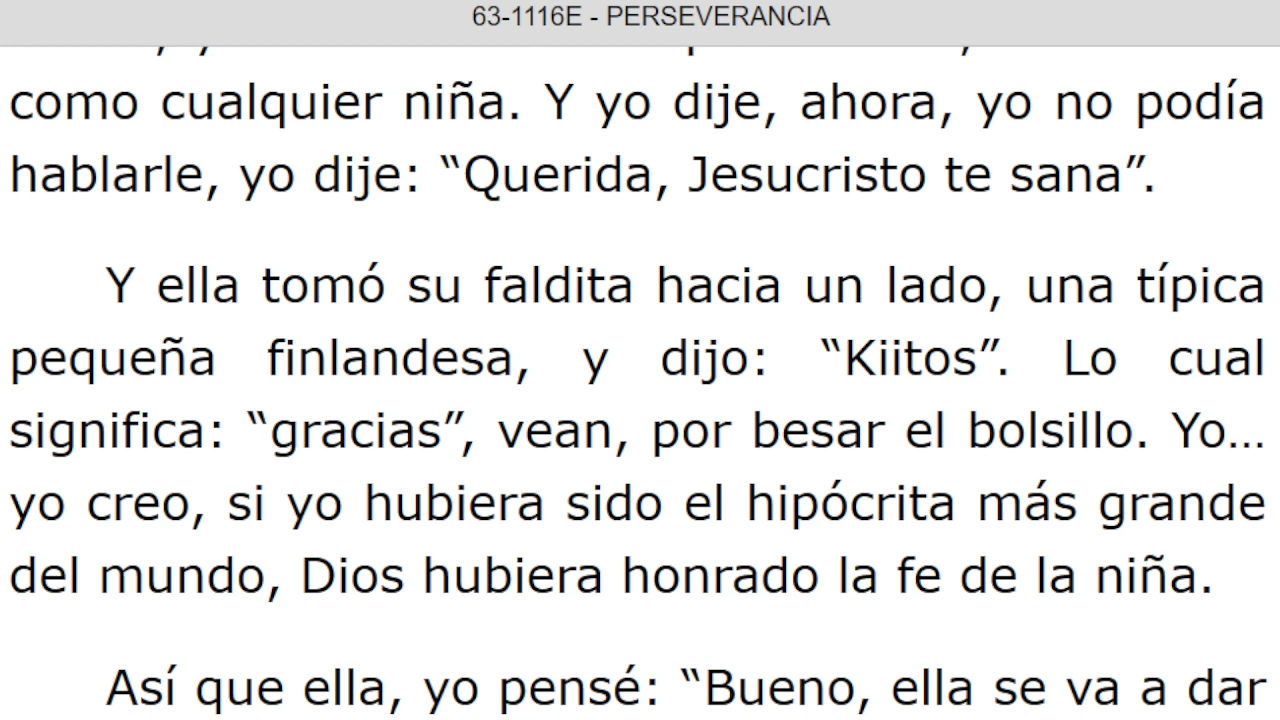 63-1116E - PERSEVERANCIA
como cualquier niña. Y yo dije, ahora, yo no podía
hablarle, yo dije: “Querida, Jesucristo te sana”.
Y ella tomó su faldita hacia un lado, una típica
pequeña finlandesa, y dijo: “Kiitos”. Lo cual
significa: “gracias”, vean, por besar el bolsillo. Yo…
yo creo, si yo hubiera sido el hipócrita más grande
del mundo, Dios hubiera honrado la fe de la niña.
Así que ella, yo pensé: “Bueno, ella se va a dar